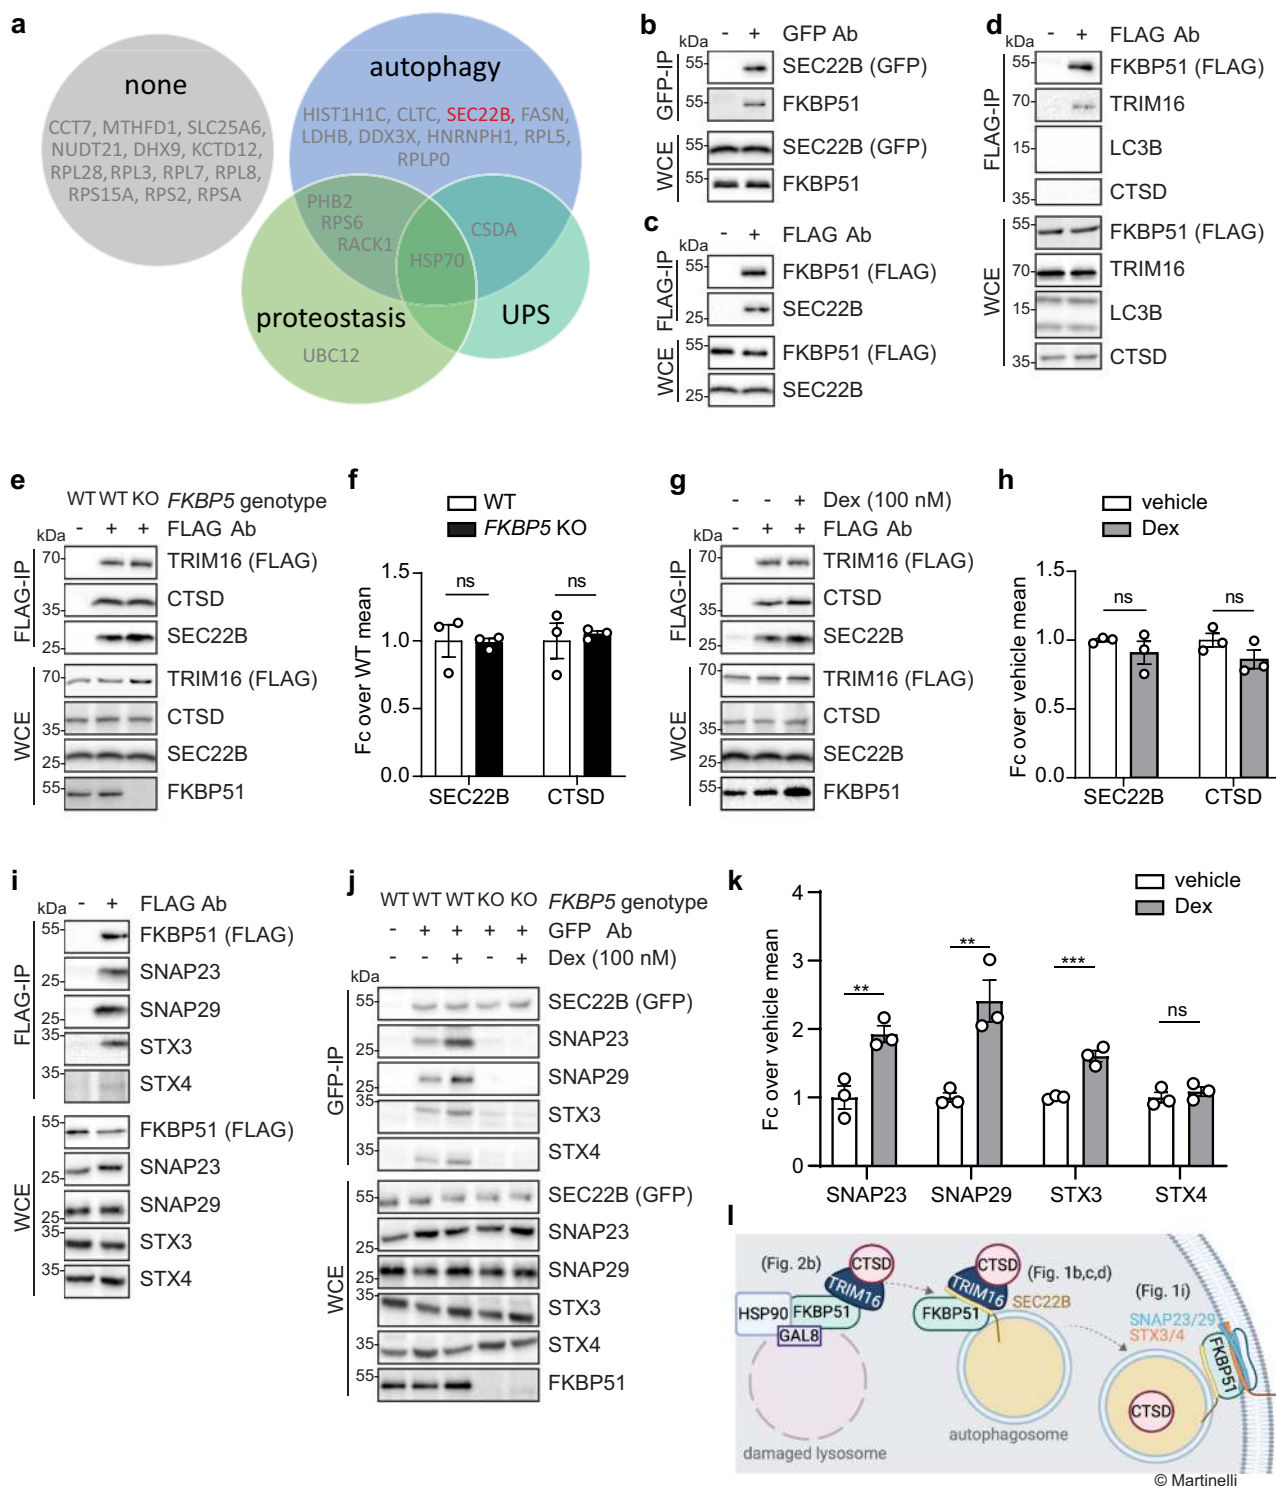 a
none
CCT7, MTHFD1, SLC25A6,
NUDT21, DHX9, KCTD12,
RPL28, RPL3, RPL7, RPL8,
RPS15A, RPS2, RPSA
autophagy
HIST1H1C, CLTC, SEC22B, FASN,
LDHB, DDX3X, HNRNPH1, RPL5,
RPLP0
PHB2
RPS6
RACK1
CSDA
HSP70
proteostasis
UPS
UBC12
b
- + GFP Ab
kDa
GFP-IP
55- SEC22B (GFP)
55- FKBP51
WCE
SEC22B (GFP)
55- FKBP51
c
- + FLAG Ab
FLAG-IP
55- FKBP51 (FLAG)
25- SEC22B
WCE
55- FKBP51 (FLAG)
25- SEC22B
d
- + FLAG Ab
kDa
FLAG-IP
55- FKBP51 (FLAG)
70- TRIM16
15- LC3B
35- CTSD
WCE
55- FKBP51 (FLAG)
70- TRIM16
15- LC3B
35- CTSD
e
WT WT KO FKBP5 genotype
- + + FLAG Ab
kDa
FLAG-IP
70- TRIM16 (FLAG)
35- CTSD
25- SEC22B
WCE
70- TRIM16 (FLAG)
35- CTSD
25- SEC22B
55- FKBP51
f
WT
FKBP5 KO
Fc over WT mean
1.5
1.0
0.5
0.0
ns ns
SEC22B CTSD
g
- - + Dex (100 nM)
- + + FLAG Ab
kDa
FLAG-IP
70- TRIM16 (FLAG)
35- CTSD
25- SEC22B
WCE
70- TRIM16 (FLAG)
35- CTSD
25- SEC22B
55- FKBP51
h
vehicle
Dex
Fc over vehicle mean
1.5
1.0
0.5
0.0
ns ns
SEC22B CTSD
i
- + FLAG Ab
kDa
FLAG-IP
55- FKBP51 (FLAG)
25- SNAP23
25- SNAP29
35- STX3
35- STX4
WCE
55- FKBP51 (FLAG)
25- SNAP23
25- SNAP29
35- STX3
35- STX4
j
WT WT WT KO KO FKBP5 genotype
- + + + + GFP Ab
- - + - + Dex (100 nM)
kDa
GFP-IP
55- SEC22B (GFP)
25- SNAP23
25- SNAP29
35- STX3
35- STX4
WCE
55- SEC22B (GFP)
25- SNAP23
25- SNAP29
35- STX3
35- STX4
55- FKBP51
k
vehicle
Dex
Fc over vehicle mean
4
3
2
1
0
** ** *** ns
SNAP23 SNAP29 STX3 STX4
l
(Fig. 2b)
CTSD
TRIM16
HSP90
FKBP51
GAL8
damaged lysosome
CTSD
TRIM16
(Fig. 1b,c,d)
FKBP51
SEC22B
autophagosome
(Fig. 1i)
SNAP23/29
STX3/4
FKBP51
CTSD
© Martinelli